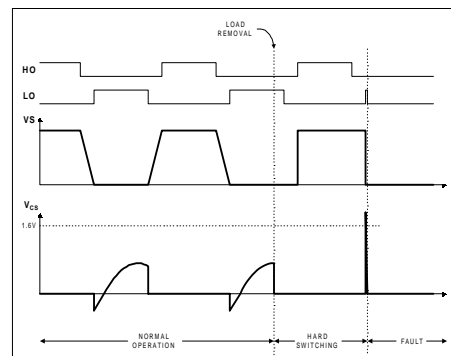 LOAD
REMOVAL
HO
LO
VS
VCS
1.6V
NORMAL
OPERATION
HARD
SWITCHING
FAULT